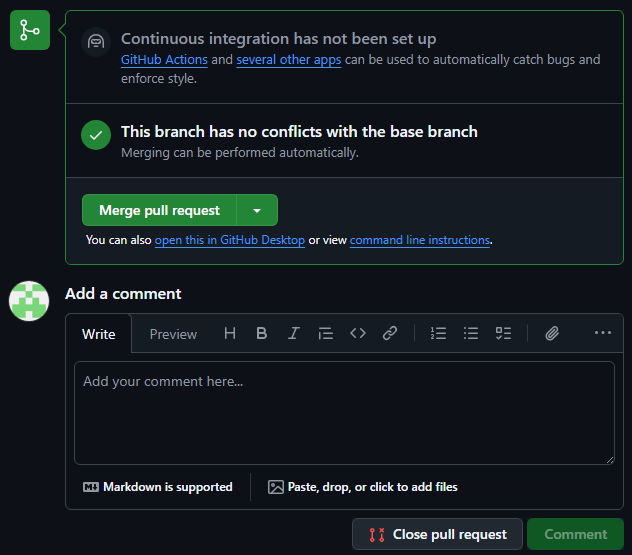 Continuous integration has not been set up
GitHub Actions and several other apps can be used to automatically catch bugs and
enforce style.
This branch has no conflicts with the base branch
Merging can be performed automatically.
Merge pull request
You can also open this in GitHub Desktop or view command line instructions.
Add a comment
Write Preview
Add your comment here...
Markdown is supported Paste, drop, or click to add files
Close pull request Comment